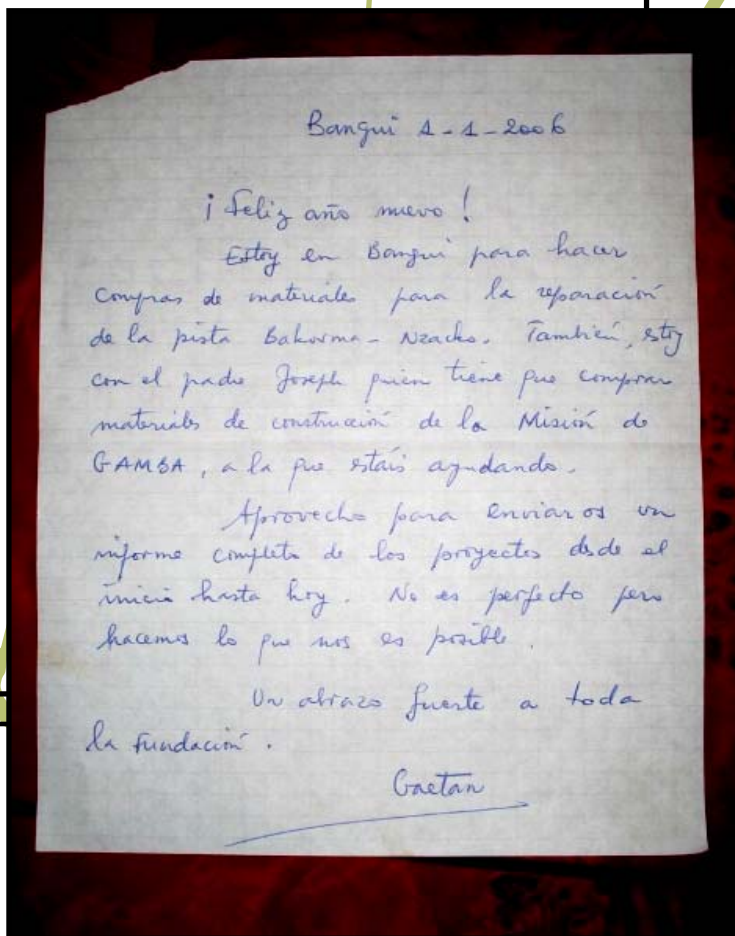 Bangui 1-1-2006
¡ Feliz año nuevo !
Estoy en Bangui para hacer
compras de materiales para la reparación
de la pista Bakouma - Nzacko. También, estoy
con el padre Joseph quien tiene que comprar
materiales de construcción de la Misión de
GAMBA, a la que estáis ayudando.
Aprovecho para enviaros un
informe completo de los proyectos desde el
inicio hasta hoy. No es perfecto pero
hacemos lo que nos es posible.
Un abrazo fuerte a toda
la fundación.
Gaetan